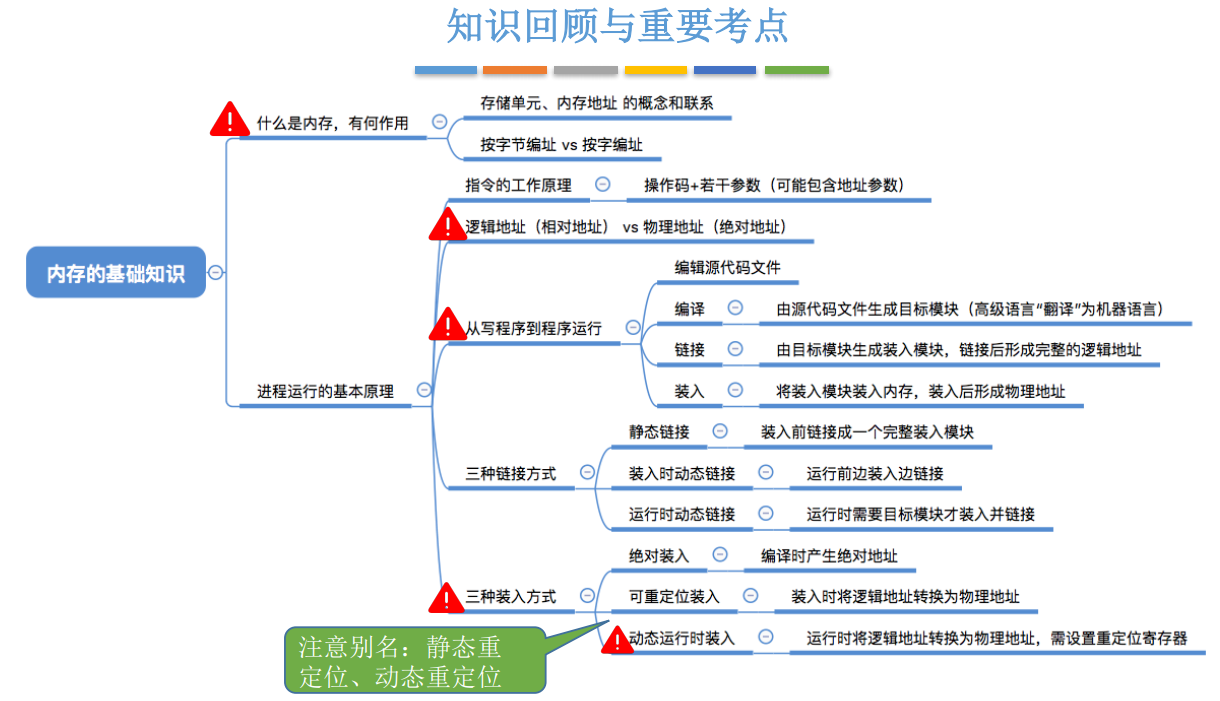 知识回顾与重要考点
存储单元、内存地址 的概念和联系
什么是内存，有何作用
按字节编址 vs 按字编址
指令的工作原理
操作码+若干参数（可能包含地址参数）
逻辑地址（相对地址） vs 物理地址（绝对地址）
内存的基础知识
编辑源代码文件
编译
由源代码文件生成目标模块（高级语言“翻译”为机器语言）
从写程序到程序运行
链接
由目标模块生成装入模块，链接后形成完整的逻辑地址
进程运行的基本原理
装入
将装入模块装入内存，装入后形成物理地址
静态链接
装入前链接成一个完整装入模块
三种链接方式
装入时动态链接
运行前边装入边链接
运行时动态链接
运行时需要目标模块才装入并链接
绝对装入
编译时产生绝对地址
三种装入方式
可重定位装入
装入时将逻辑地址转换为物理地址
动态运行时装入
运行时将逻辑地址转换为物理地址，需设置重定位寄存器
注意别名：静态重
定位、动态重定位